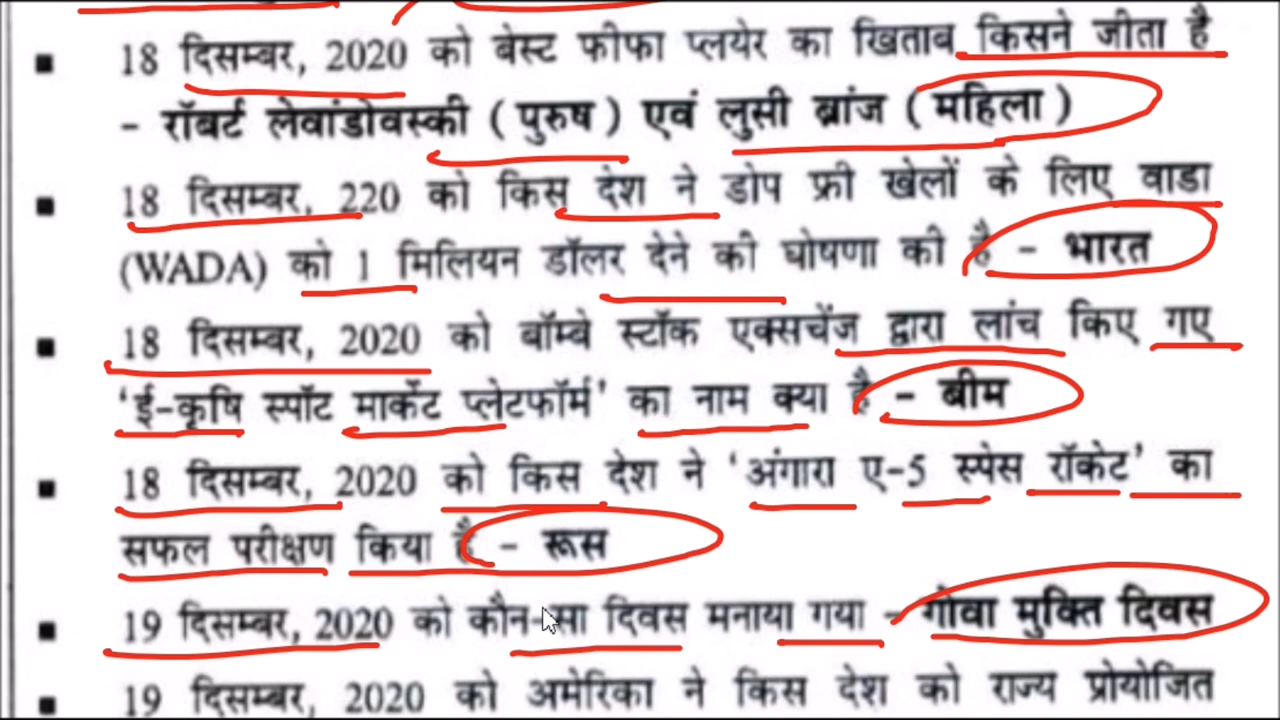 ▪ 18 दिसम्बर, 2020 को बेस्ट फीफा प्लयेर का खिताब किसने जीता है
- रॉबर्ट लेवांडोवस्की ( पुरुष ) एवं लुसी ब्रांज ( महिला )
▪ 18 दिसम्बर, 220 को किस देश ने डोप फ्री खेलों के लिए वाडा
(WADA) को 1 मिलियन डॉलर देने की घोषणा की है - भारत
▪ 18 दिसम्बर, 2020 को बॉम्बे स्टॉक एक्सचेंज द्वारा लांच किए गए
'ई-कृषि स्पॉट मार्केट प्लेटफॉर्म' का नाम क्या है - बीम
▪ 18 दिसम्बर, 2020 को किस देश ने 'अंगारा ए-5 स्पेस रॉकेट' का
सफल परीक्षण किया है - रूस
▪ 19 दिसम्बर, 2020 को कौन-सा दिवस मनाया गया - गोवा मुक्ति दिवस
▪ 19 दिसम्बर, 2020 को अमेरिका ने किस देश को राज्य प्रोयोजित